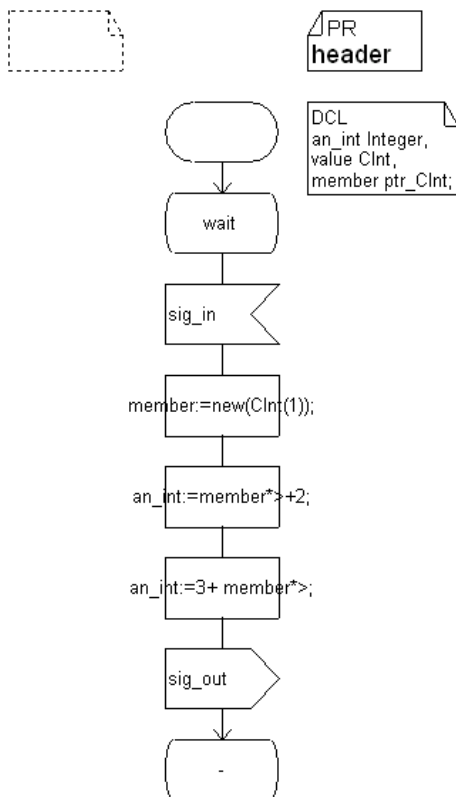 PR
header
DCL
an_int Integer,
value CInt,
member ptr_CInt;
wait
sig_in
member:=new(CInt(1));
an_int:=member*>+2;
an_int:=3+ member*>;
sig_out
-